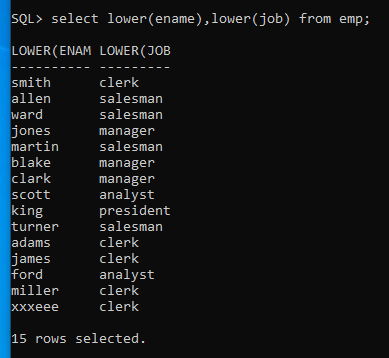 SQL> select lower(ename),lower(job) from emp;
LOWER(ENAM LOWER(JOB
---------- ---------
smith      clerk
allen      salesman
ward       salesman
jones      manager
martin     salesman
blake      manager
clark      manager
scott      analyst
king       president
turner     salesman
adams      clerk
james      clerk
ford       analyst
miller     clerk
xxxeee     clerk
15 rows selected.